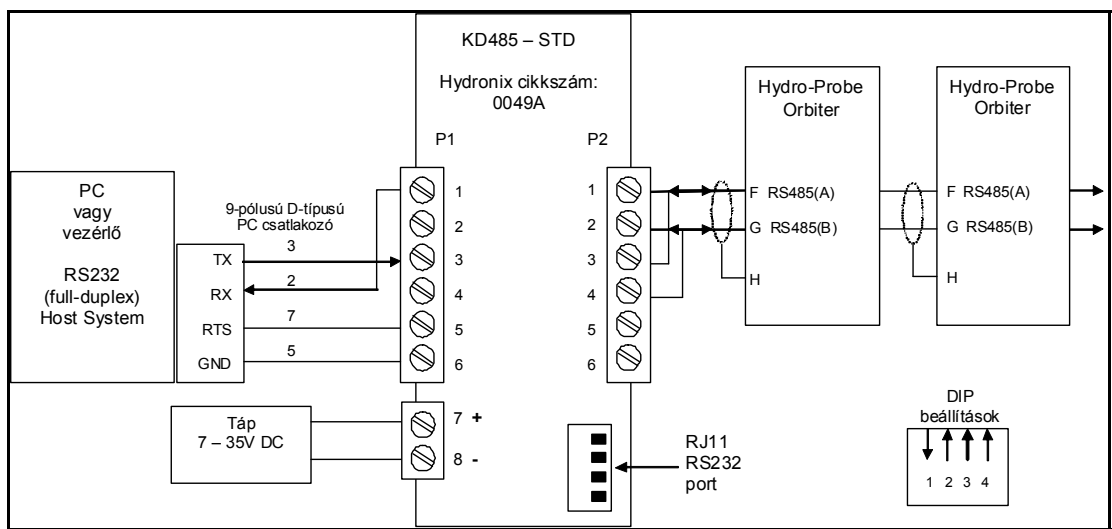 KD485 – STD
Hydronix cikkszám:
0049A
P1
P2
PC
vagy
vezérlő
RS232
(full-duplex)
Host System
9-pólusú D-típusú
PC csatlakozó
TX
3
RX
2
RTS
7
GND
5
1
2
3
4
5
6
1
2
3
4
5
6
Hydro-Probe
Orbiter
F RS485(A)
G RS485(B)
H
Hydro-Probe
Orbiter
F RS485(A)
G RS485(B)
H
Táp
7 – 35V DC
7 +
8 -
RJ11
RS232
port
DIP
beállítások
1 2 3 4